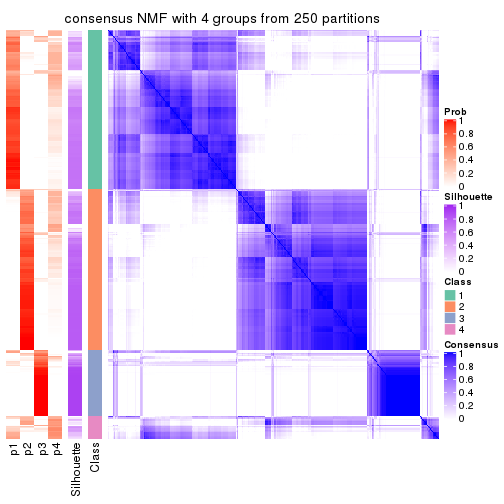 consensus NMF with 4 groups from 250 partitions
Prob
1
0.8
0.6
0.4
0.2
0
Silhouette
1
0.8
0.6
0.4
0.2
0
Class
1
2
3
4
Consensus
1
0.8
0.6
0.4
0.2
0
p1
p2
p3
p4
Silhouette
Class